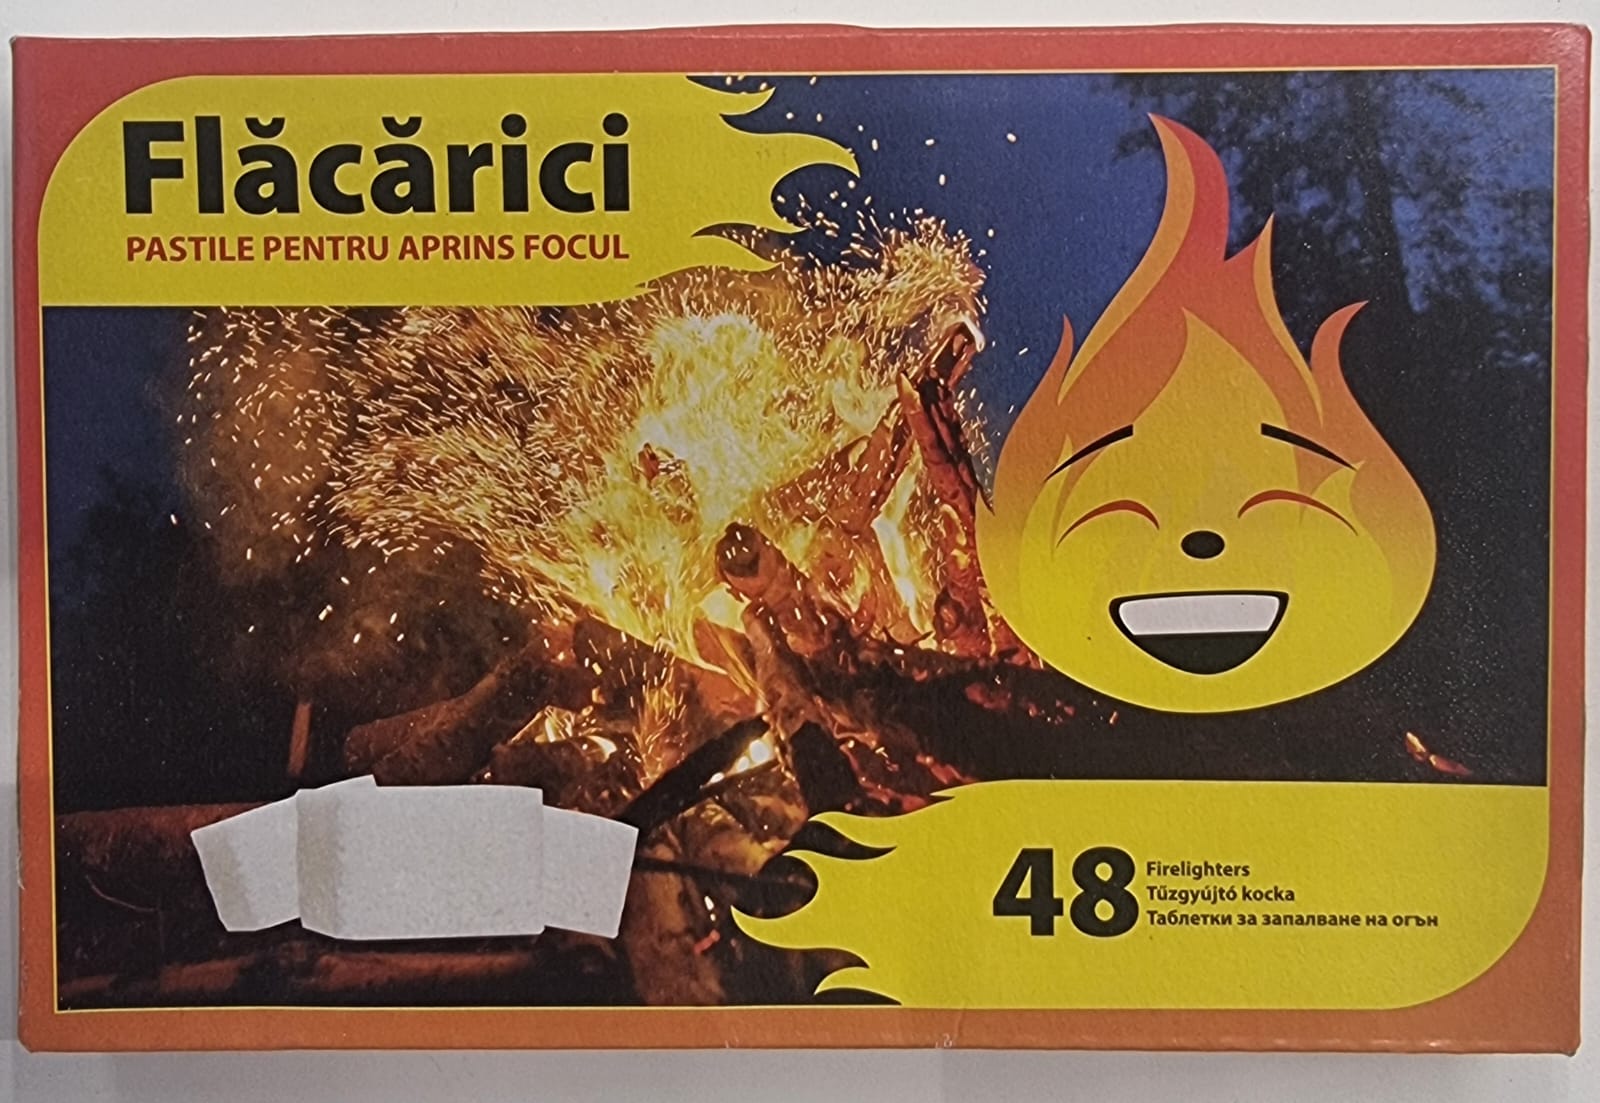 Flăcărici
PASTILE PENTRU APRINS FOCUL
48
Firelighters
Tűzgyújtó kocka
Таблетки за запалване на огън